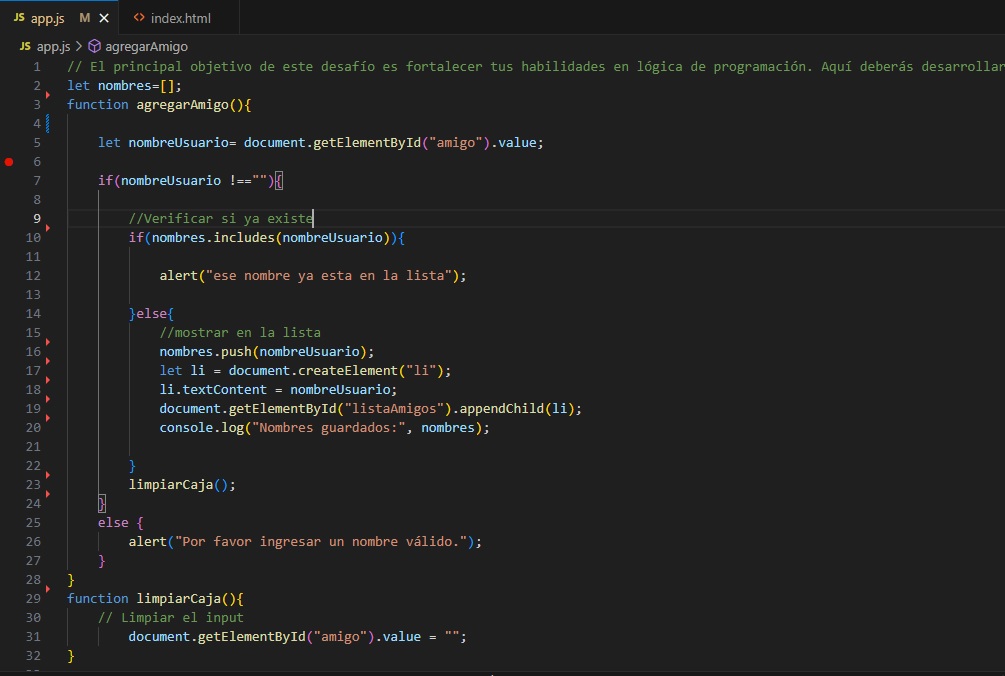 JS app.js M × <> index.html
JS app.js > agregarAmigo
1 // El principal objetivo de este desafío es fortalecer tus habilidades en lógica de programación. Aquí deberás desarrollar
2 let nombres=[];
3 function agregarAmigo(){
4
5 let nombreUsuario= document.getElementById("amigo").value;
6
7 if(nombreUsuario !==""){
8
9 //Verificar si ya existe
10 if(nombres.includes(nombreUsuario)){
11
12 alert("ese nombre ya esta en la lista");
13
14 }else{
15 //mostrar en la lista
16 nombres.push(nombreUsuario);
17 let li = document.createElement("li");
18 li.textContent = nombreUsuario;
19 document.getElementById("listaAmigos").appendChild(li);
20 console.log("Nombres guardados:", nombres);
21
22 }
23 limpiarCaja();
24 }
25 else {
26 alert("Por favor ingresar un nombre válido.");
27 }
28 }
29 function limpiarCaja(){
30 // Limpiar el input
31 document.getElementById("amigo").value = "";
32 }